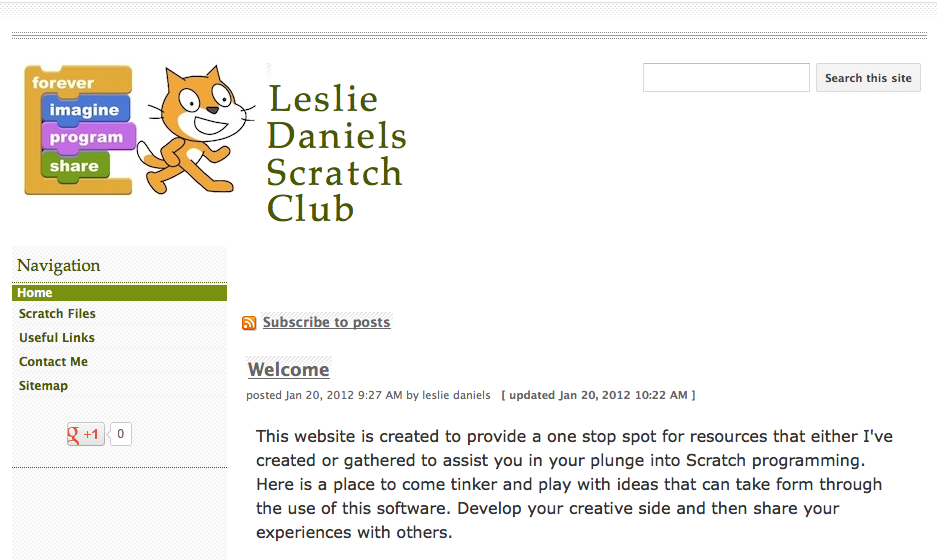 forever
imagine
program
share
Leslie
Daniels
Scratch
Club
Search this site
Navigation
Home
Scratch Files
Useful Links
Contact Me
Sitemap
g +1 0
Subscribe to posts
Welcome
posted Jan 20, 2012 9:27 AM by leslie daniels [ updated Jan 20, 2012 10:22 AM ]
This website is created to provide a one stop spot for resources that either I've
created or gathered to assist you in your plunge into Scratch programming.
Here is a place to come tinker and play with ideas that can take form through
the use of this software. Develop your creative side and then share your
experiences with others.